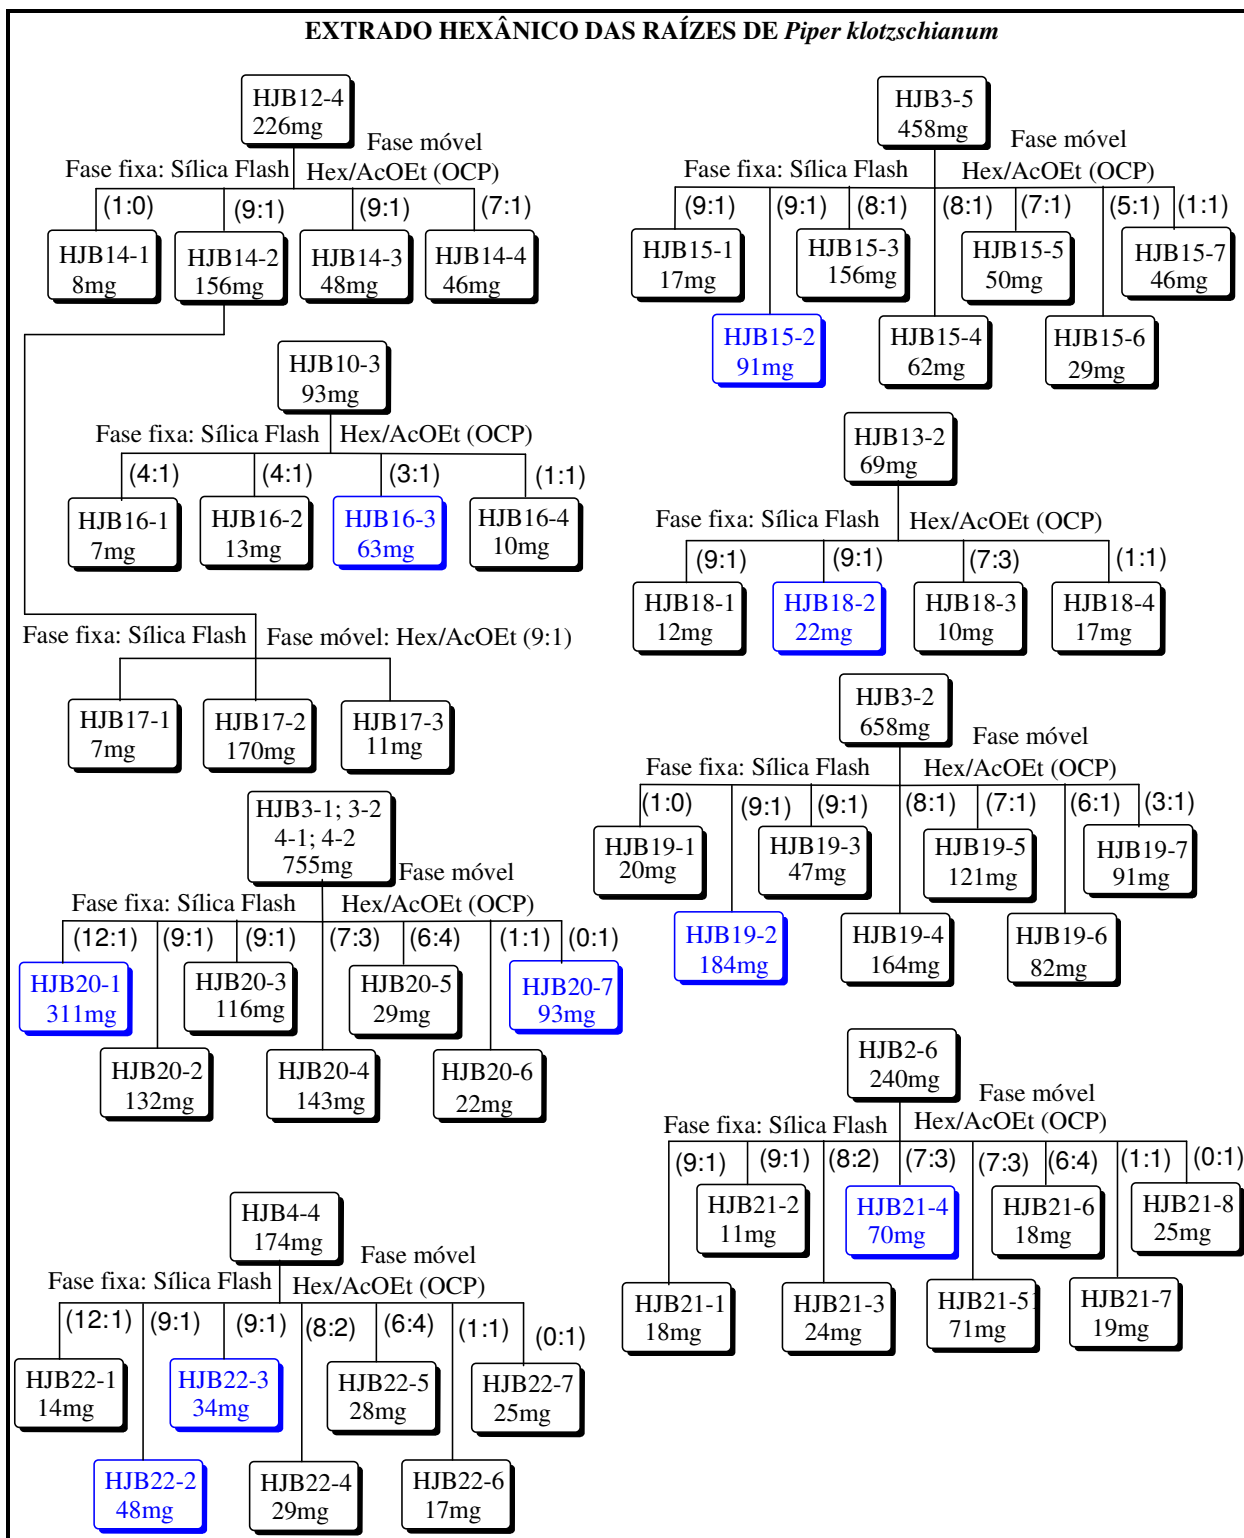 EXTRADO HEXÂNICO DAS RAÍZES DE Piper klotzschianum
HJB12-4
226mg
Fase móvel
Fase fixa: Sílica Flash
Hex/AcOEt (OCP)
(1:0)
(9:1)
(9:1)
(7:1)
HJB14-1
8mg
HJB14-2
156mg
HJB14-3
48mg
HJB14-4
46mg
HJB10-3
93mg
Fase fixa: Sílica Flash
Hex/AcOEt (OCP)
(4:1)
(4:1)
(3:1)
(1:1)
HJB16-1
7mg
HJB16-2
13mg
HJB16-3
63mg
HJB16-4
10mg
Fase fixa: Sílica Flash
Fase móvel: Hex/AcOEt (9:1)
HJB17-1
7mg
HJB17-2
170mg
HJB17-3
11mg
HJB3-1; 3-2
4-1; 4-2
755mg
Fase móvel
Fase fixa: Sílica Flash
Hex/AcOEt (OCP)
(12:1)
(9:1)
(9:1)
(7:3)
(6:4)
(1:1)
(0:1)
HJB20-1
311mg
HJB20-3
116mg
HJB20-5
29mg
HJB20-7
93mg
HJB20-2
132mg
HJB20-4
143mg
HJB20-6
22mg
HJB4-4
174mg
Fase móvel
Fase fixa: Sílica Flash
Hex/AcOEt (OCP)
(12:1)
(9:1)
(9:1)
(8:2)
(6:4)
(1:1)
(0:1)
HJB22-1
14mg
HJB22-3
34mg
HJB22-5
28mg
HJB22-7
25mg
HJB22-2
48mg
HJB22-4
29mg
HJB22-6
17mg
HJB3-5
458mg
Fase móvel
Fase fixa: Sílica Flash
Hex/AcOEt (OCP)
(9:1)
(9:1)
(8:1)
(8:1)
(7:1)
(5:1)
(1:1)
HJB15-1
17mg
HJB15-3
156mg
HJB15-5
50mg
HJB15-7
46mg
HJB15-2
91mg
HJB15-4
62mg
HJB15-6
29mg
HJB13-2
69mg
Fase fixa: Sílica Flash
Hex/AcOEt (OCP)
(9:1)
(9:1)
(7:3)
(1:1)
HJB18-1
12mg
HJB18-2
22mg
HJB18-3
10mg
HJB18-4
17mg
HJB3-2
658mg
Fase móvel
Fase fixa: Sílica Flash
Hex/AcOEt (OCP)
(1:0)
(9:1)
(9:1)
(8:1)
(7:1)
(6:1)
(3:1)
HJB19-1
20mg
HJB19-3
47mg
HJB19-5
121mg
HJB19-7
91mg
HJB19-2
184mg
HJB19-4
164mg
HJB19-6
82mg
HJB2-6
240mg
Fase móvel
Fase fixa: Sílica Flash
Hex/AcOEt (OCP)
(9:1)
(9:1)
(8:2)
(7:3)
(7:3)
(6:4)
(1:1)
(0:1)
HJB21-2
11mg
HJB21-4
70mg
HJB21-6
18mg
HJB21-8
25mg
HJB21-1
18mg
HJB21-3
24mg
HJB21-51
71mg
HJB21-7
19mg